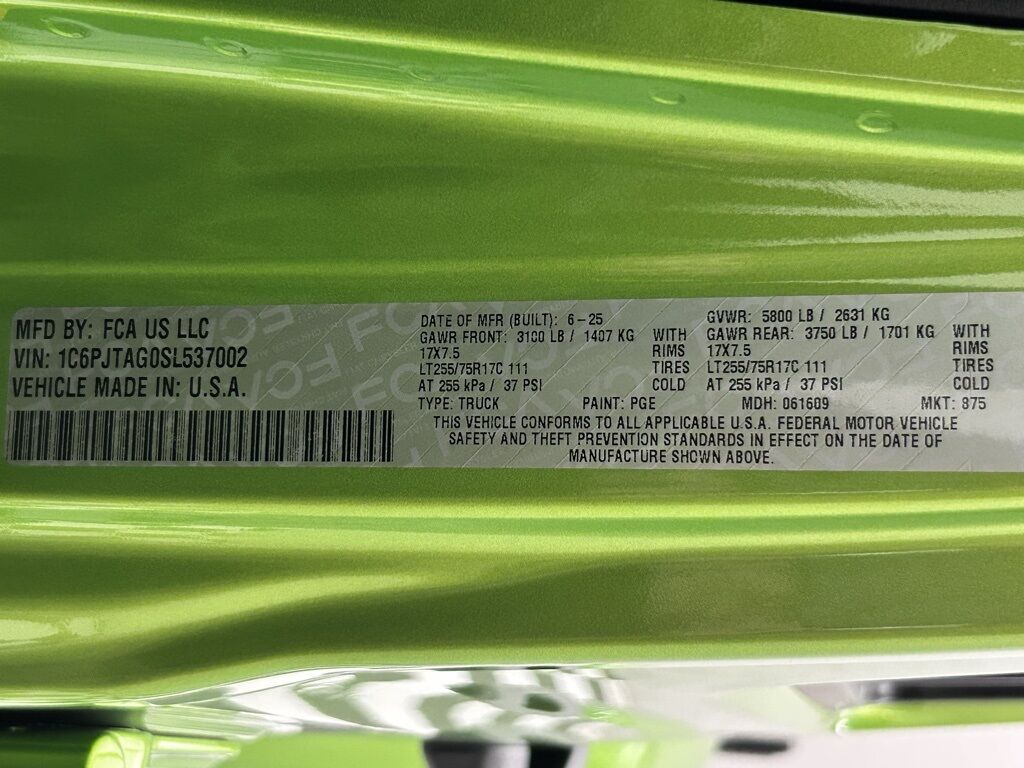 MFD BY: FCA US LLC
VIN: 1C6PJTAG0SL537002
VEHICLE MADE IN: U.S.A.
DATE OF MFR (BUILT): 6-25
GAWR FRONT: 3100 LB / 1407 KG WITH
17X7.5 RIMS
LT255/75R17C 111 TIRES
AT 255 kPa / 37 PSI COLD
GVWR: 5800 LB / 2631 KG
GAWR REAR: 3750 LB / 1701 KG WITH
17X7.5 RIMS
LT255/75R17C 111 TIRES
AT 255 kPa / 37 PSI COLD
TYPE: TRUCK PAINT: PGE MDH: 061609 MKT: 875
THIS VEHICLE CONFORMS TO ALL APPLICABLE U.S.A. FEDERAL MOTOR VEHICLE
SAFETY AND THEFT PREVENTION STANDARDS IN EFFECT ON THE DATE OF
MANUFACTURE SHOWN ABOVE.